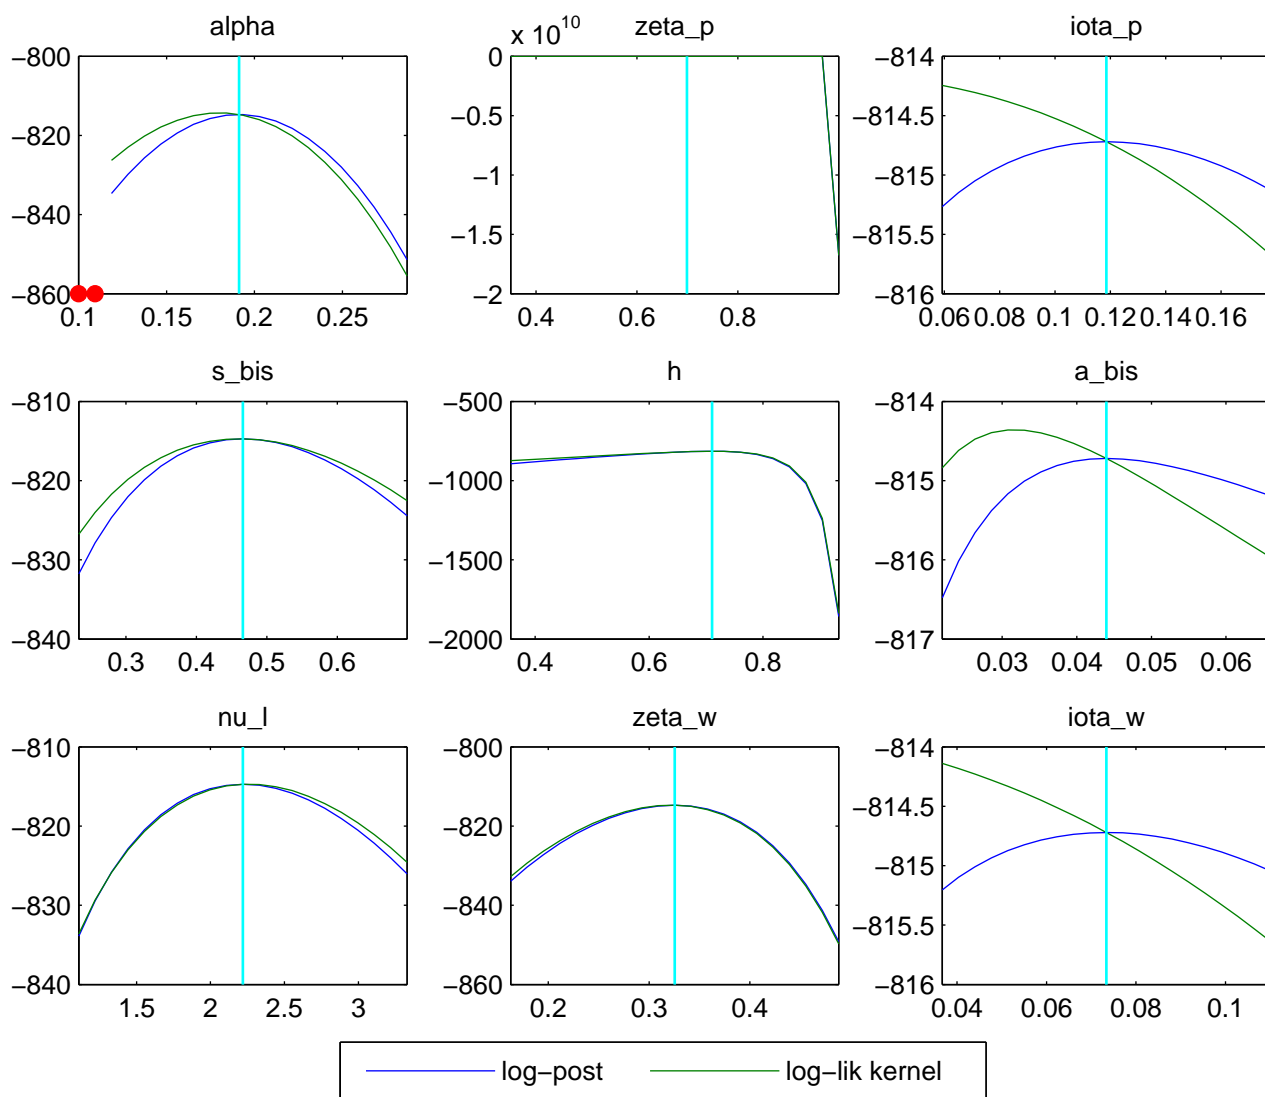 alpha
−800
−820
−840
−860
0.1 0.15 0.2 0.25
zeta_p
x 10^10
0
−0.5
−1
−1.5
−2
0.4 0.6 0.8
iota_p
−814
−814.5
−815
−815.5
−816
0.06 0.08 0.1 0.12 0.14 0.16
s_bis
−810
−820
−830
−840
0.3 0.4 0.5 0.6
h
−500
−1000
−1500
−2000
0.4 0.6 0.8
a_bis
−814
−815
−816
−817
0.03 0.04 0.05 0.06
nu_l
−810
−820
−830
−840
1.5 2 2.5 3
zeta_w
−800
−820
−840
−860
0.2 0.3 0.4
iota_w
−814
−814.5
−815
−815.5
−816
0.04 0.06 0.08 0.1
log−post log−lik kernel